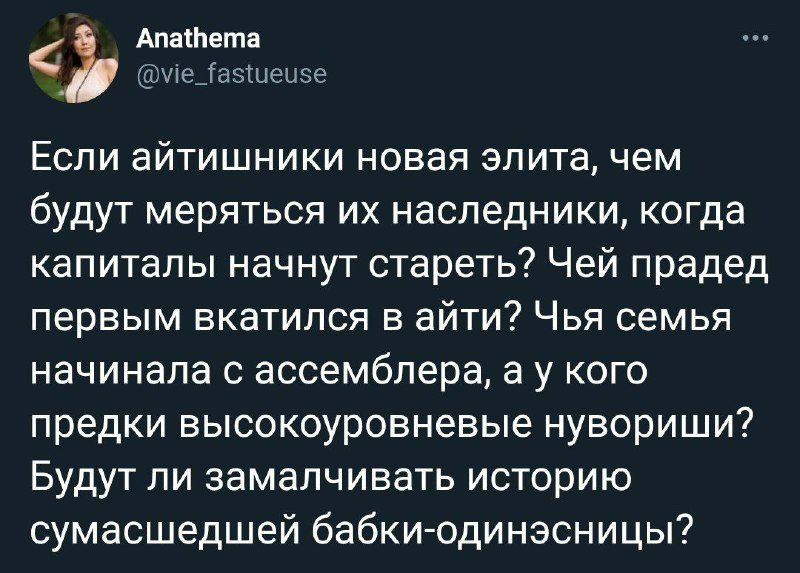 Anathema
@vie_fastueuse
Если айтишники новая элита, чем
будут меряться их наследники, когда
капиталы начнут стареть? Чей прадед
первым вкатился в айти? Чья семья
начинала с ассемблера, а у кого
предки высокоуровневые нувориши?
Будут ли замалчивать историю
сумасшедшей бабки-одинэсницы?